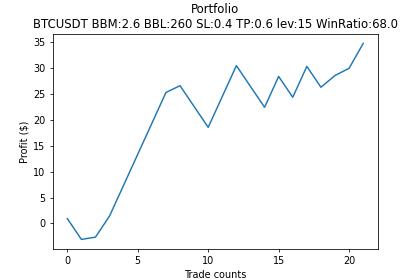 Portfolio
BTCUSDT BBM:2.6 BBL:260 SL:0.4 TP:0.6 lev:15 WinRatio:68.0
35
30
25
20
15
10
5
0
Profit ($)
0 5 10 15 20
Trade counts